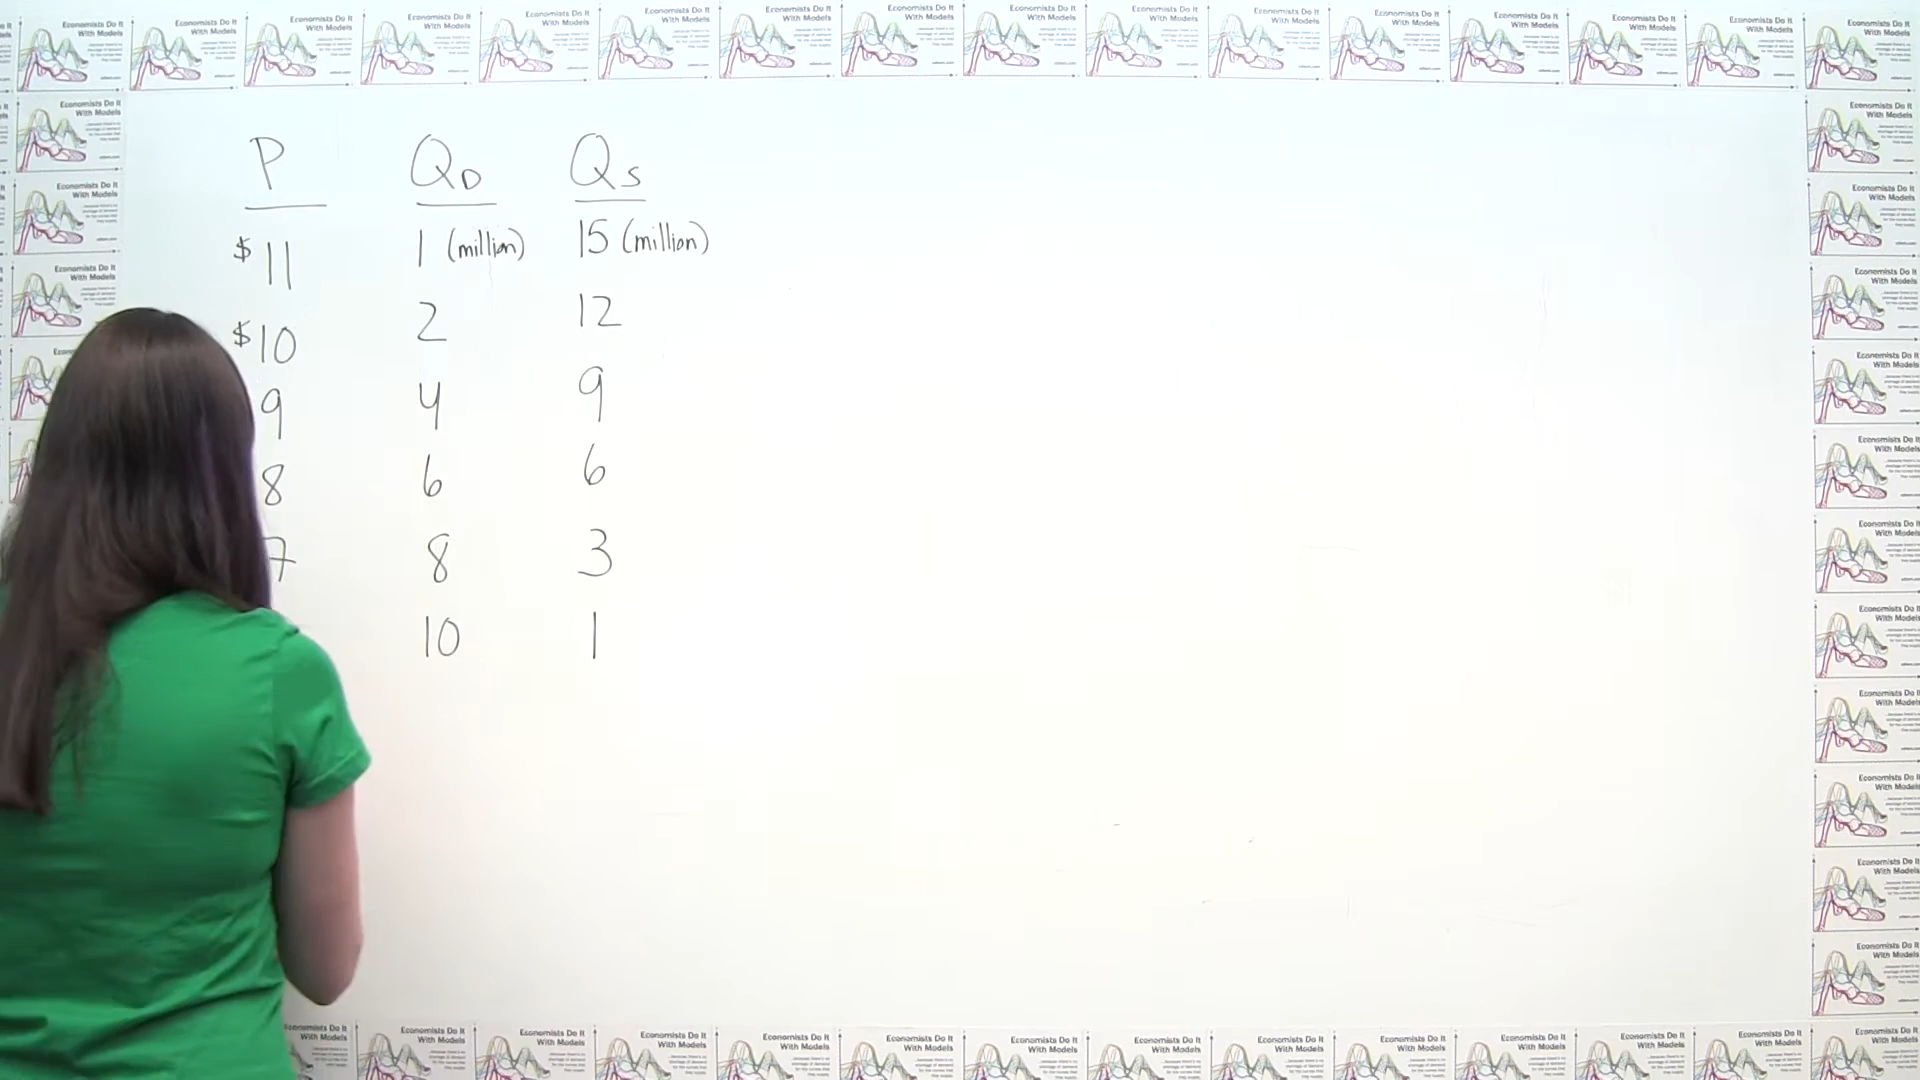 P Q_D Q_S
$11 1 (million) 15 (million)
$10 2 12
9 4 9
8 6 6
7 8 3
10 1
Economists Do It
With Models